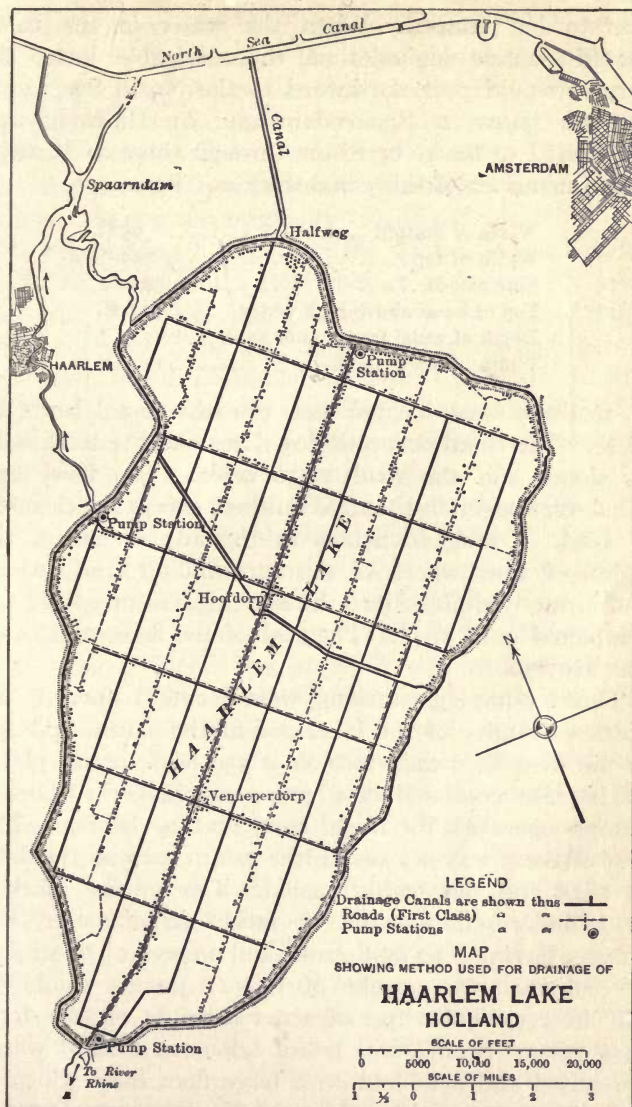 North Sea Canal
Canal
Spaarndam
AMSTERDAM
Halfweg
HAARLEM
Pump
Station
Pump Station
Hoofdorp
HAARLEM LAKE
N
Venneperdorp
LEGEND
Drainage Canals are shown thus
Roads (First Class)
Pump Stations
MAP
SHOWING METHOD USED FOR DRAINAGE OF
HAARLEM LAKE
HOLLAND
SCALE OF FEET
0 5000 10,000 15,000 20,000
SCALE OF MILES
1 ½ 0 1 2 3
Pump Station
To River
Rhine